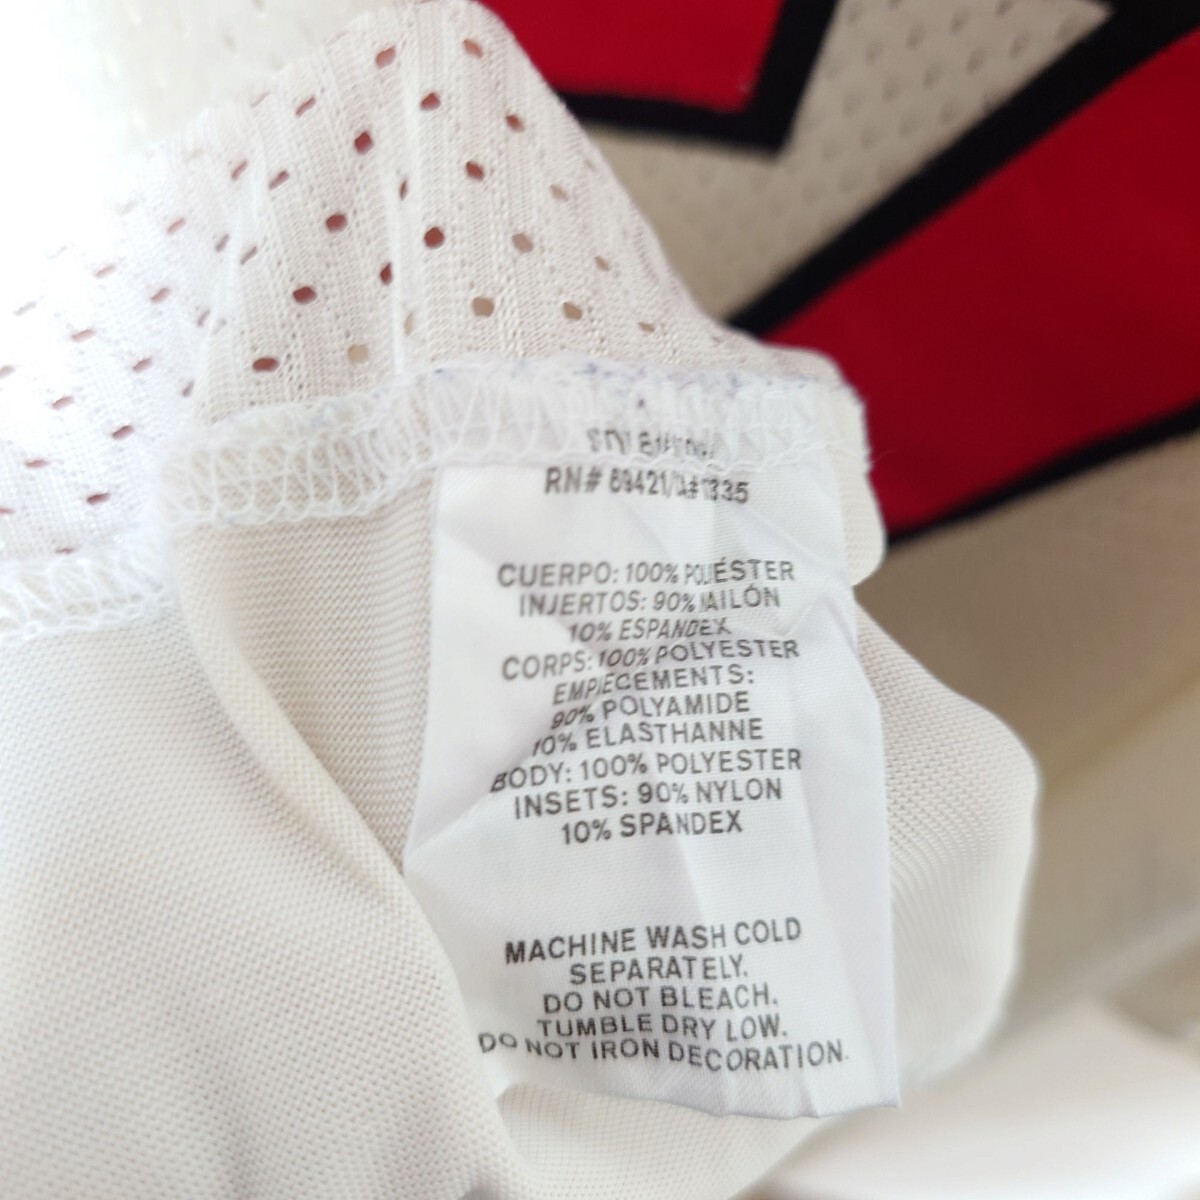 RN# 69421/CA#1335
CUERPO: 100% POLIÉSTER
INJERTOS: 90% NAILÓN
10% ESPANDEX
CORPS: 100% POLYESTER
EMPIECEMENTS:
90% POLYAMIDE
10% ELASTHANNE
BODY: 100% POLYESTER
INSETS: 90% NYLON
10% SPANDEX
MACHINE WASH COLD
SEPARATELY.
DO NOT BLEACH.
TUMBLE DRY LOW.
DO NOT IRON DECORATION.